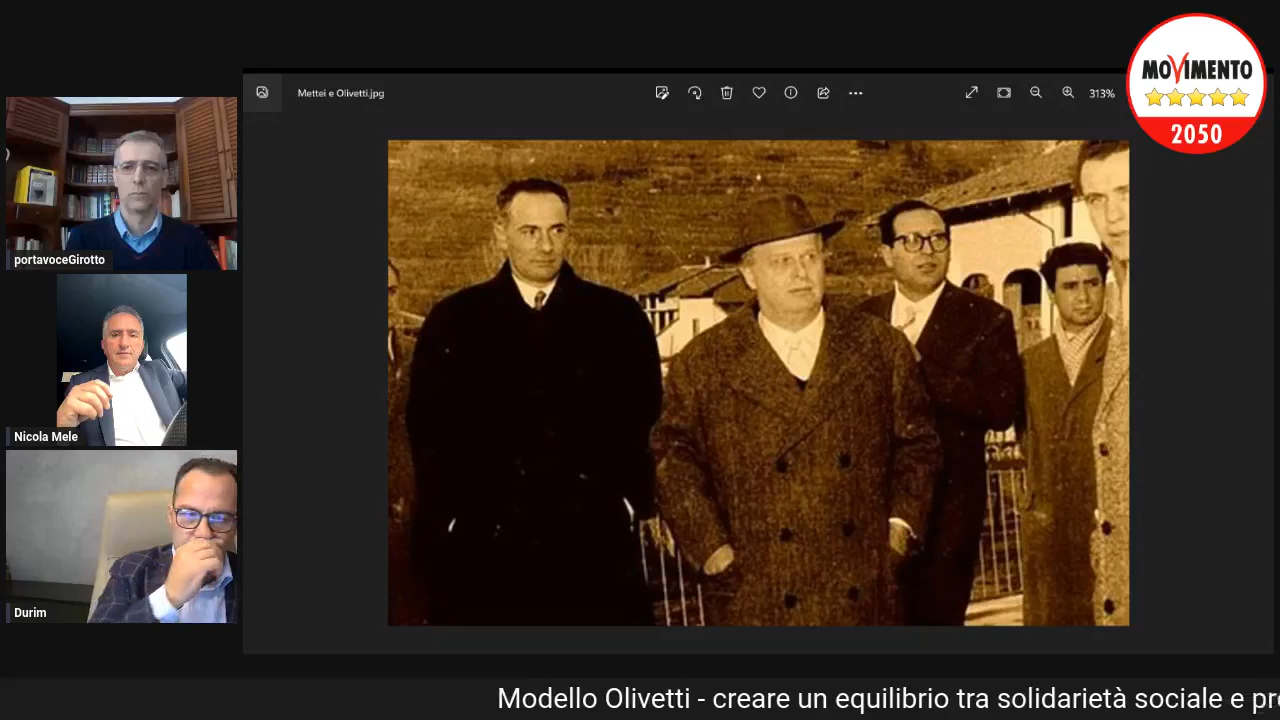 Mettei e Olivetti.jpg
313%
MOVIMENTO
2050
portavoceGirotto
Nicola Mele
Durim
Modello Olivetti - creare un equilibrio tra solidarietà sociale e pr